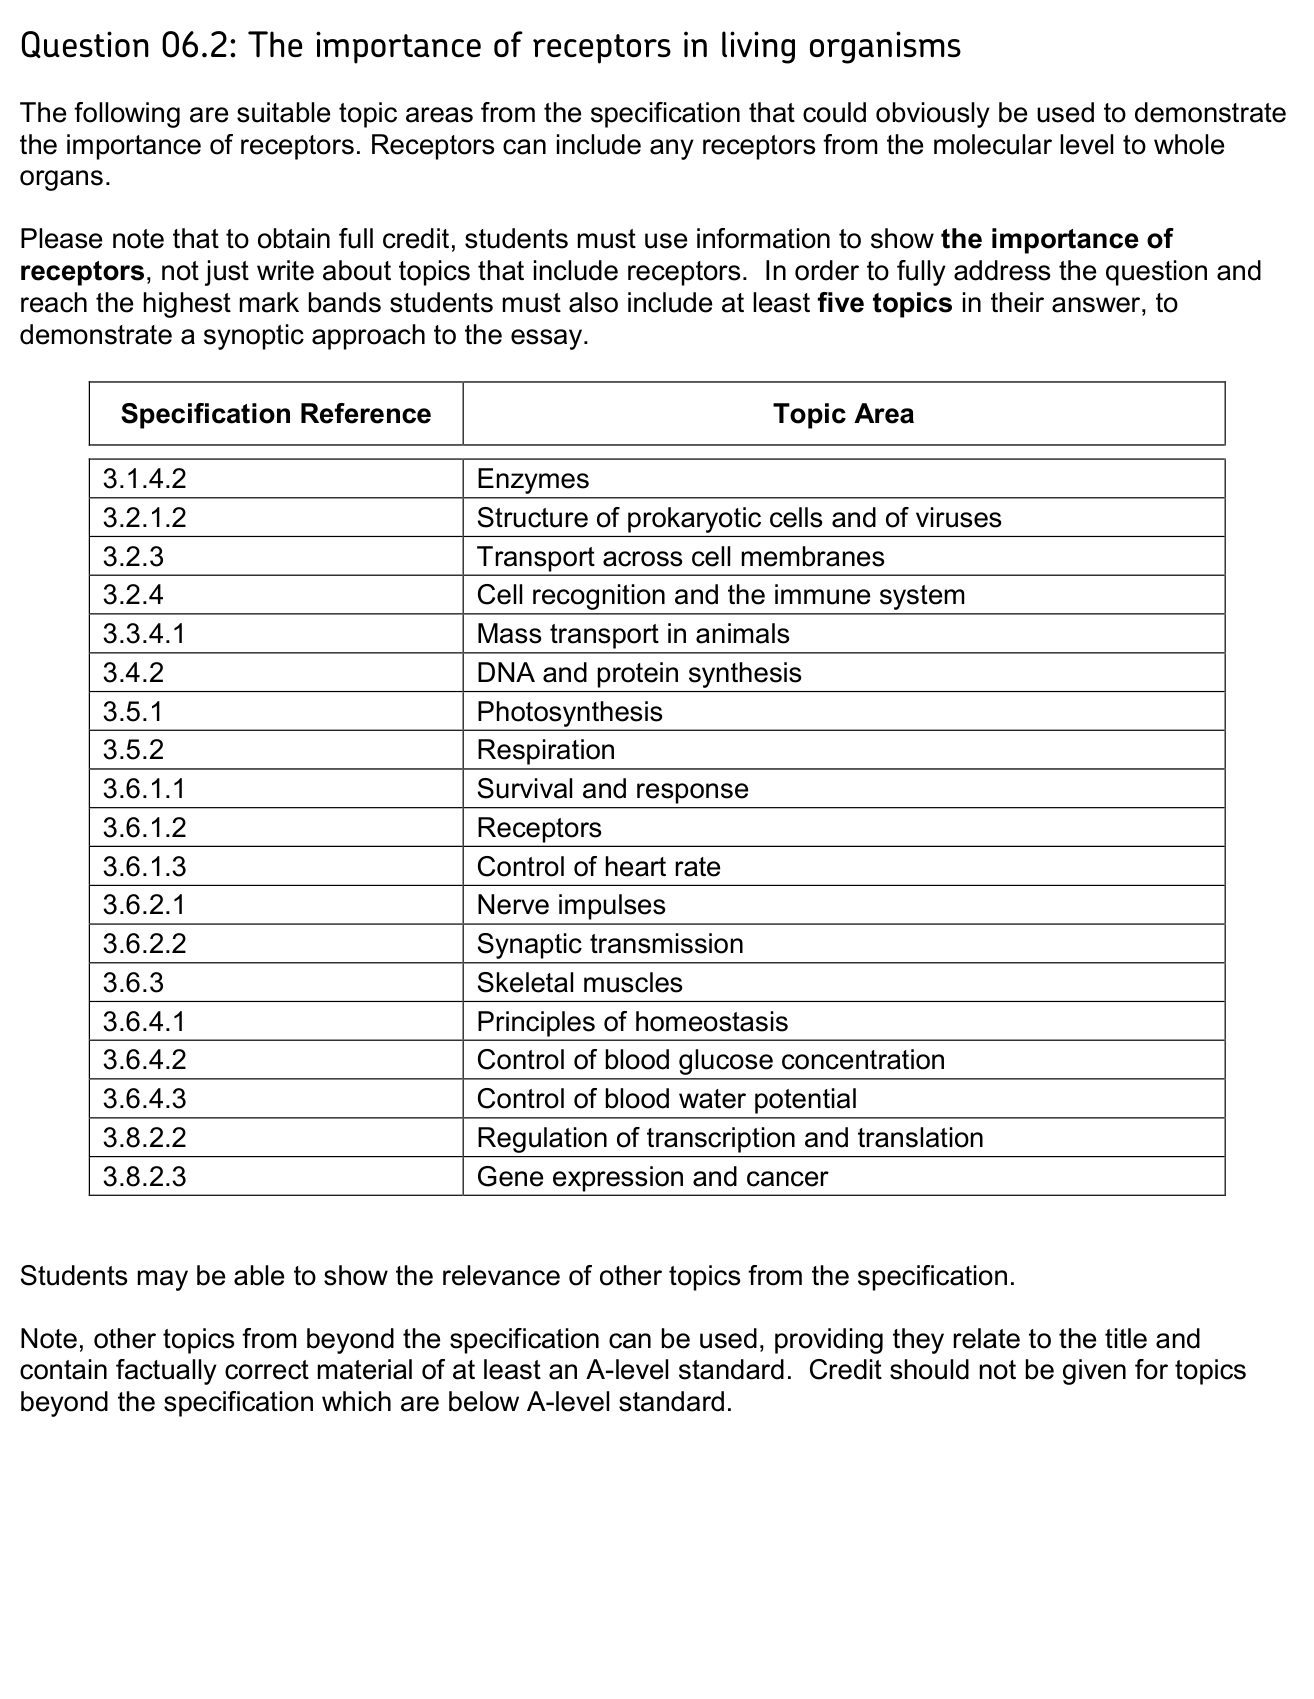 Question 06.2: The importance of receptors in living organisms
The following are suitable topic areas from the specification that could obviously be used to demonstrate
the importance of receptors. Receptors can include any receptors from the molecular level to whole
organs.
Please note that to obtain full credit, students must use information to show the importance of
receptors, not just write about topics that include receptors. In order to fully address the question and
reach the highest mark bands students must also include at least five topics in their answer, to
demonstrate a synoptic approach to the essay.
Specification Reference Topic Area
3.1.4.2 Enzymes
3.2.1.2 Structure of prokaryotic cells and of viruses
3.2.3 Transport across cell membranes
3.2.4 Cell recognition and the immune system
3.3.4.1 Mass transport in animals
3.4.2 DNA and protein synthesis
3.5.1 Photosynthesis
3.5.2 Respiration
3.6.1.1 Survival and response
3.6.1.2 Receptors
3.6.1.3 Control of heart rate
3.6.2.1 Nerve impulses
3.6.2.2 Synaptic transmission
3.6.3 Skeletal muscles
3.6.4.1 Principles of homeostasis
3.6.4.2 Control of blood glucose concentration
3.6.4.3 Control of blood water potential
3.8.2.2 Regulation of transcription and translation
3.8.2.3 Gene expression and cancer
Students may be able to show the relevance of other topics from the specification.
Note, other topics from beyond the specification can be used, providing they relate to the title and
contain factually correct material of at least an A-level standard. Credit should not be given for topics
beyond the specification which are below A-level standard.